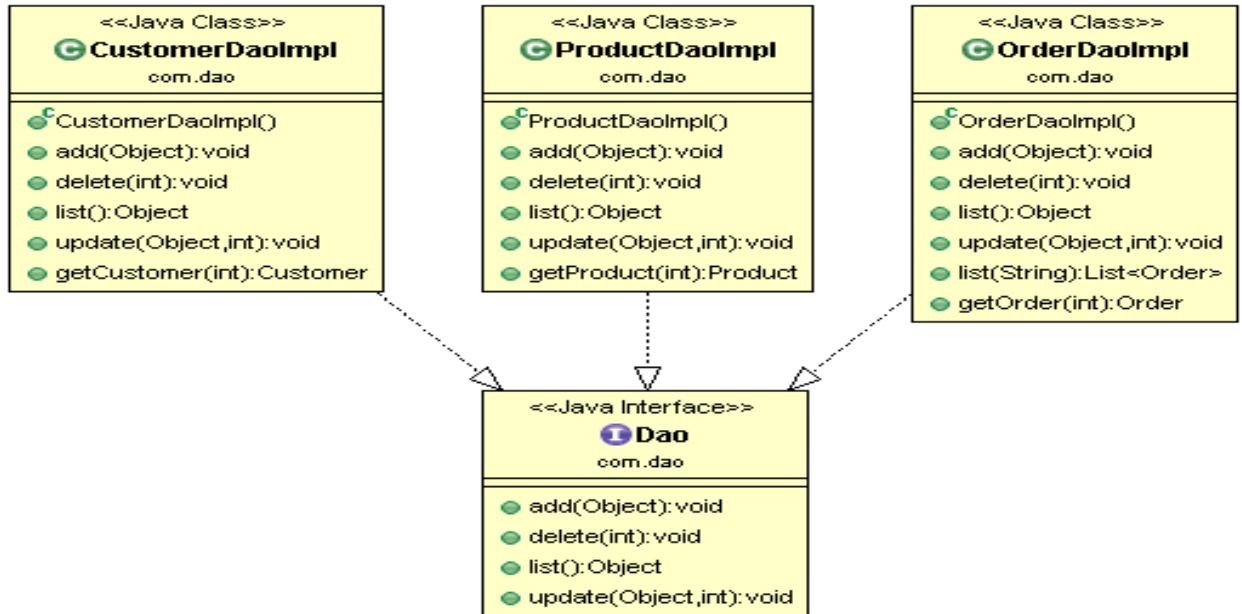 <<Java Class>>
CustomerDaoImpl
com.dao
CustomerDaoImpl()
add(Object):void
delete(int):void
list():Object
update(Object,int):void
getCustomer(int):Customer
<<Java Class>>
ProductDaoImpl
com.dao
ProductDaoImpl()
add(Object):void
delete(int):void
list():Object
update(Object,int):void
getProduct(int):Product
<<Java Class>>
OrderDaoImpl
com.dao
OrderDaoImpl()
add(Object):void
delete(int):void
list():Object
update(Object,int):void
list(String):List<Order>
getOrder(int):Order
<<Java Interface>>
Dao
com.dao
add(Object):void
delete(int):void
list():Object
update(Object,int):void